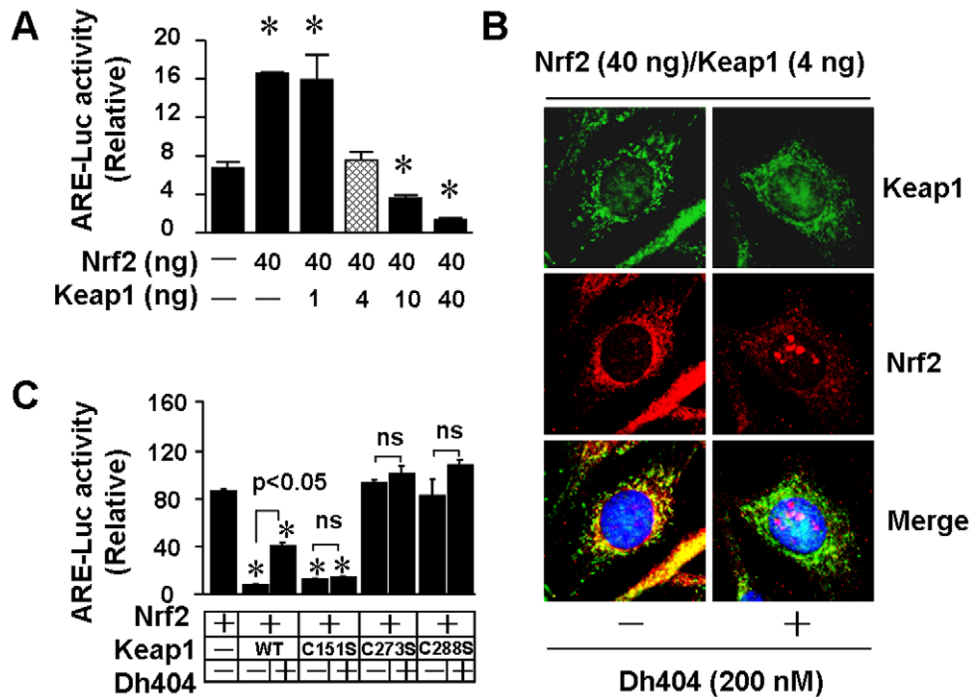 A
ARE-Luc activity
(Relative)
20
16
12
8
4
0
* * * *
Nrf2 (ng) — 40 40 40 40 40
Keap1 (ng) — — 1 4 10 40
B
Nrf2 (40 ng)/Keap1 (4 ng)
Keap1
Nrf2
Merge
— +
Dh404 (200 nM)
C
ARE-Luc activity
(Relative)
160
120
80
40
0
p<0.05
ns
ns
ns
* * * *
Nrf2 + + + + +
Keap1 — WT C151S C273S C288S
Dh404 — — + — + — + — +